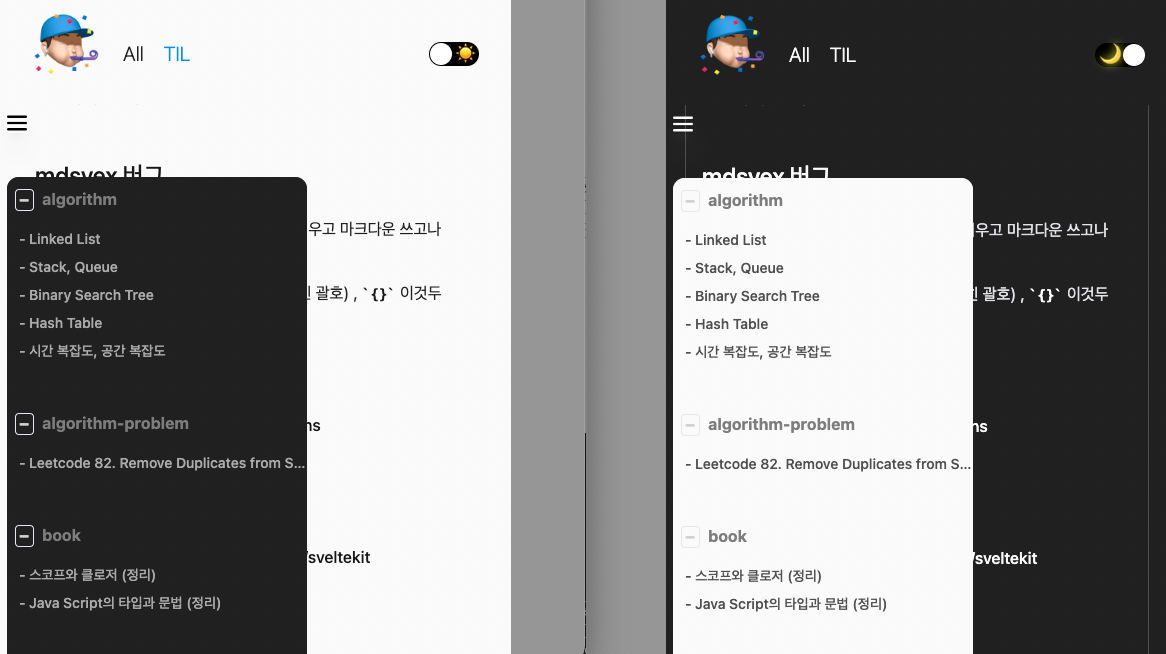 All TIL
mdsvex 버그
algorithm
- Linked List
우고 마크다운 쓰고나
- Stack, Queue
- Binary Search Tree
괄호) , `{}` 이것두
- Hash Table
- 시간 복잡도, 공간 복잡도
algorithm-problem
ns
- Leetcode 82. Remove Duplicates from S...
book
/sveltekit
- 스코프와 클로저 (정리)
- Java Script의 타입과 문법 (정리)
All TIL
mdsvex 버그
algorithm
- Linked List
우고 마크다운 쓰고나
- Stack, Queue
- Binary Search Tree
괄호) , `{}` 이것두
- Hash Table
- 시간 복잡도, 공간 복잡도
algorithm-problem
ns
- Leetcode 82. Remove Duplicates from S...
book
/sveltekit
- 스코프와 클로저 (정리)
- Java Script의 타입과 문법 (정리)